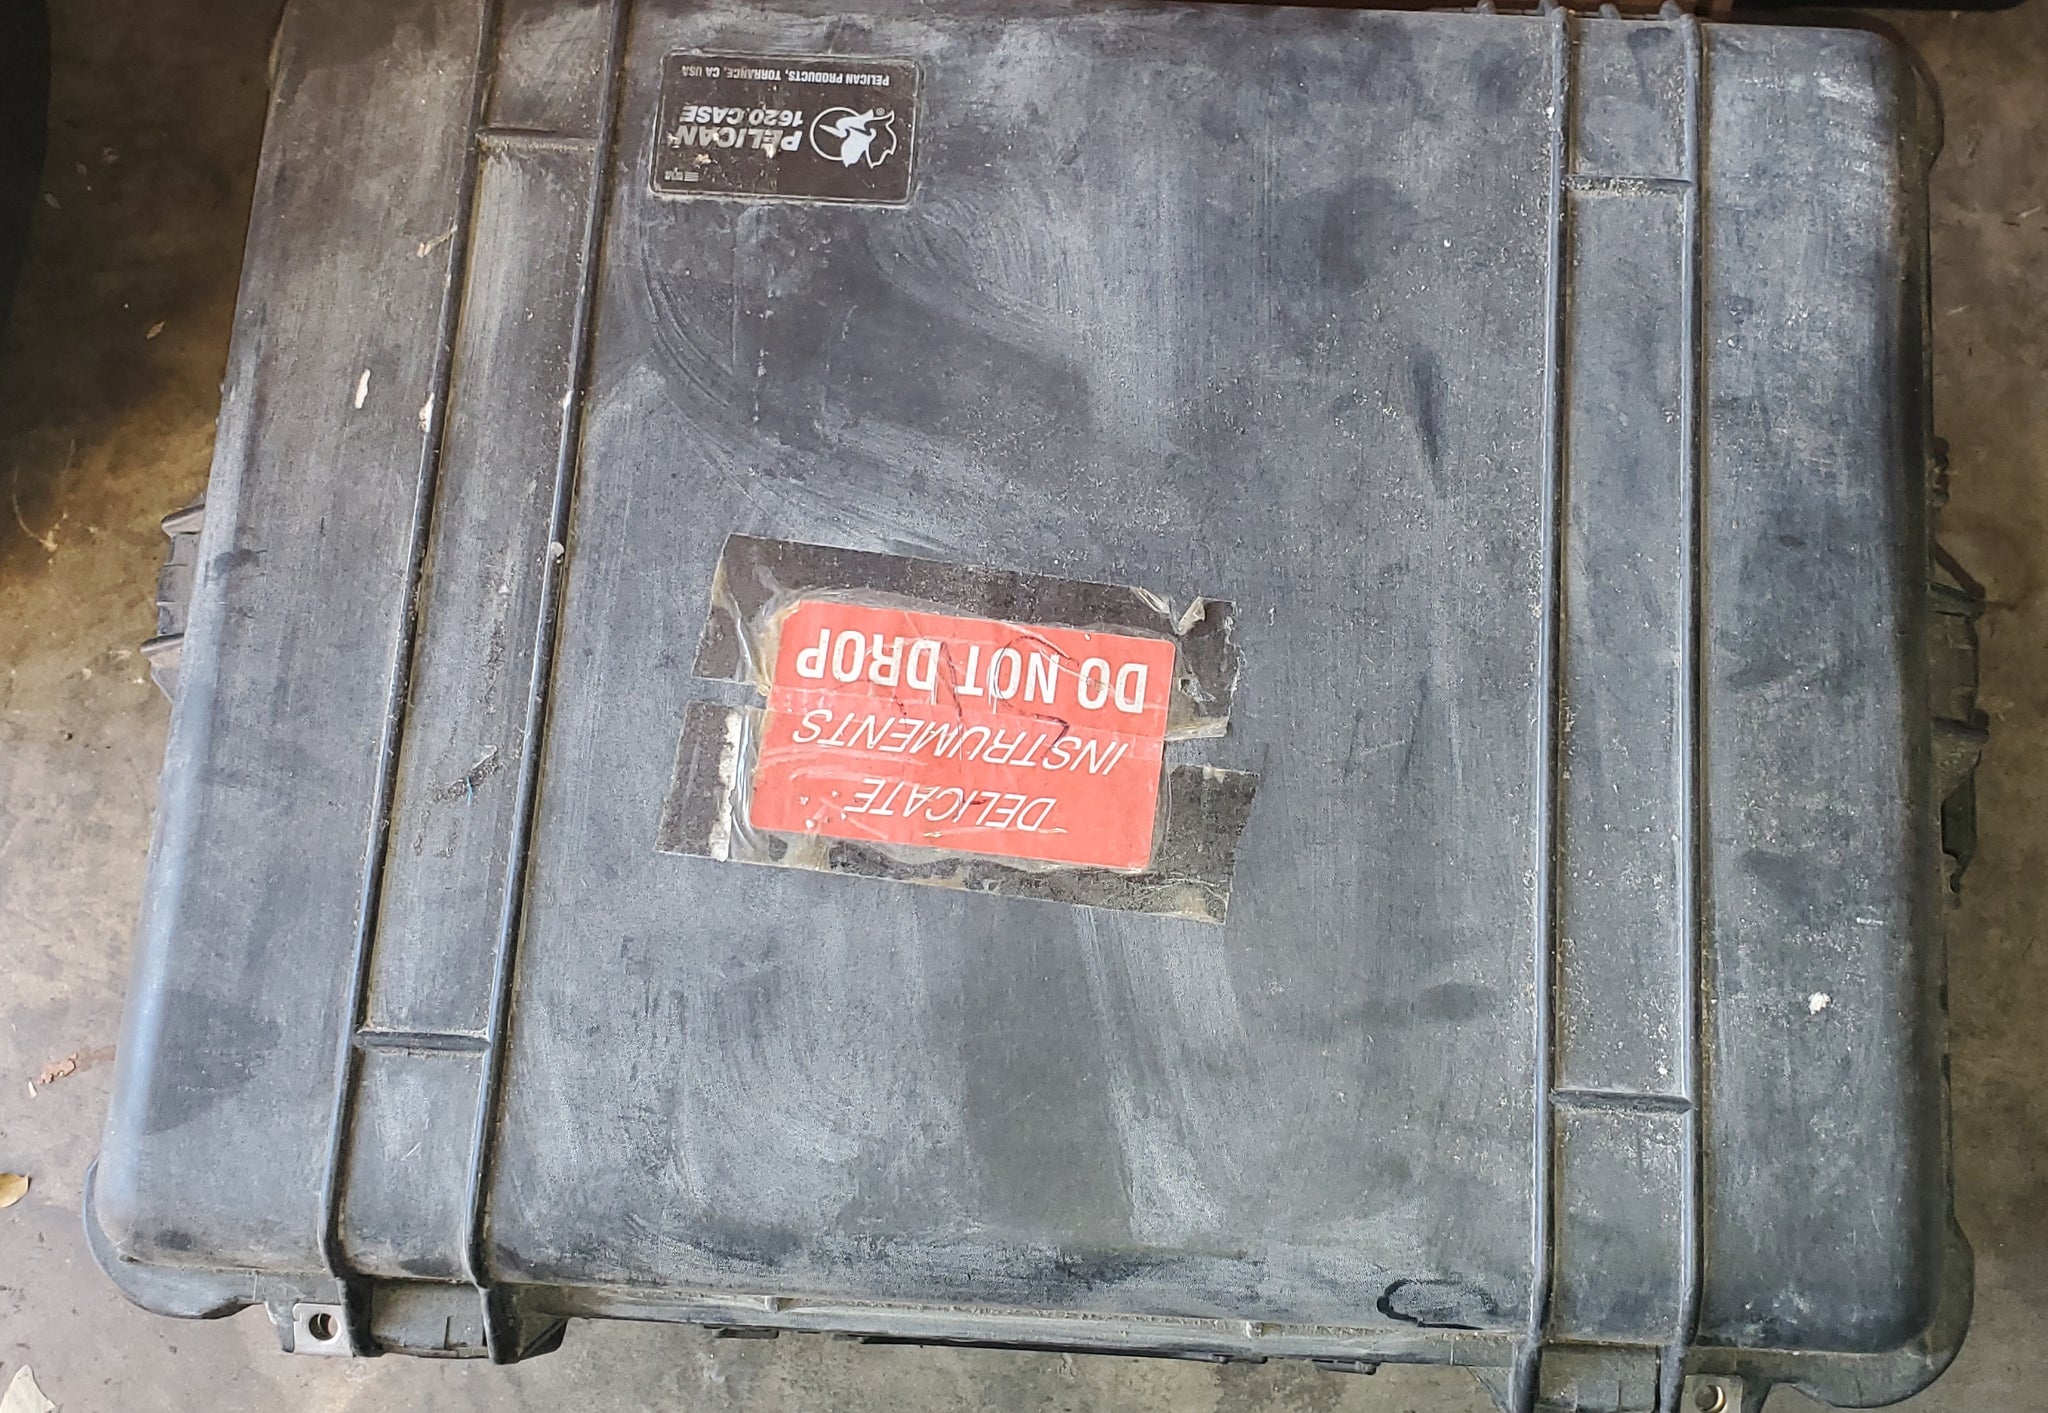 PELICAN
1620 CASE
PELICAN PRODUCTS, TORRANCE, CA USA
DELICATE
INSTRUMENTS
DO NOT DROP